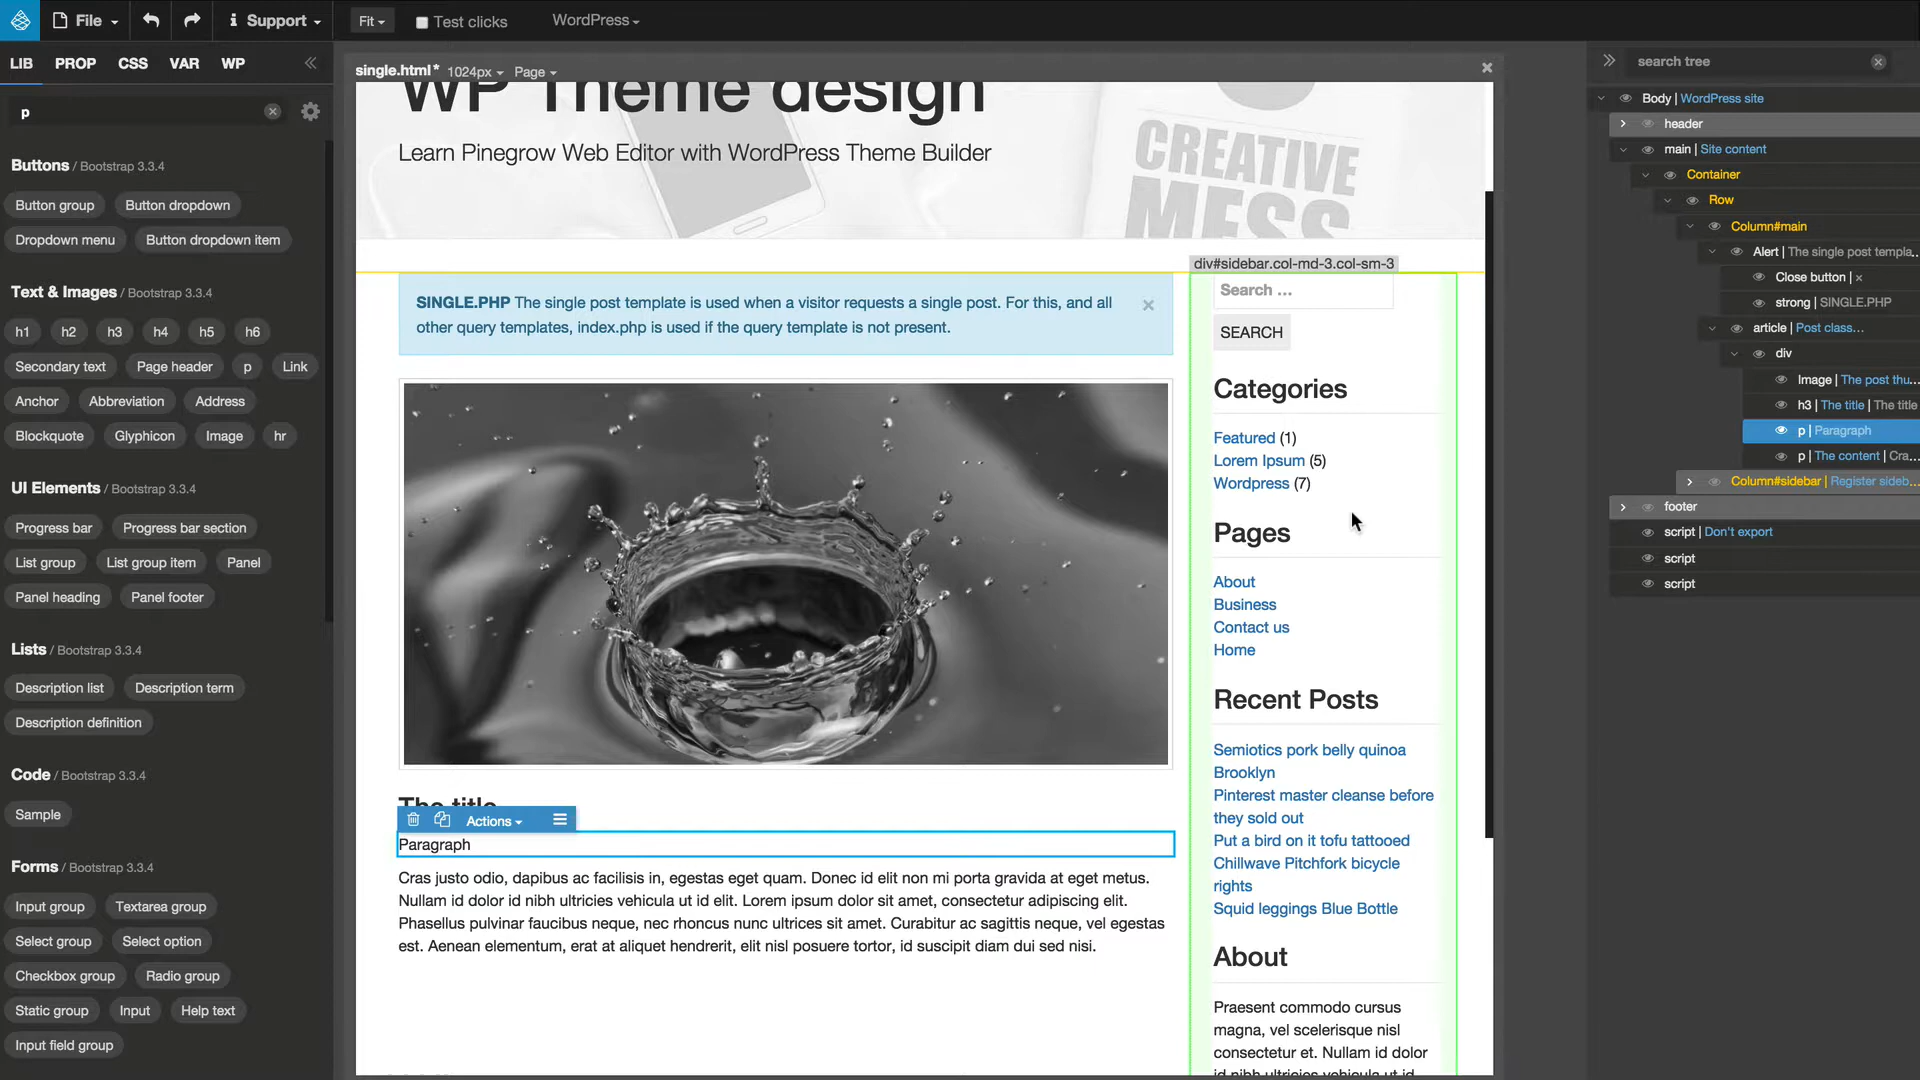 File
Support
Fit
Test clicks
WordPress
LIB
PROP
CSS
VAR
WP
single.html*
1024px
Page
search tree
p
Buttons / Bootstrap 3.3.4
Button group
Button dropdown
Dropdown menu
Button dropdown item
Text & Images / Bootstrap 3.3.4
h1
h2
h3
h4
h5
h6
Secondary text
Page header
p
Link
Anchor
Abbreviation
Address
Blockquote
Glyphicon
Image
hr
UI Elements / Bootstrap 3.3.4
Progress bar
Progress bar section
List group
List group item
Panel
Panel heading
Panel footer
Lists / Bootstrap 3.3.4
Description list
Description term
Description definition
Code / Bootstrap 3.3.4
Sample
Forms / Bootstrap 3.3.4
Input group
Textarea group
Select group
Select option
Checkbox group
Radio group
Static group
Input
Help text
Input field group
WP Theme design
Learn Pinegrow Web Editor with WordPress Theme Builder
CREATIVE
MESS
div#sidebar.col-md-3.col-sm-3
SINGLE.PHP The single post template is used when a visitor requests a single post. For this, and all
other query templates, index.php is used if the query template is not present.
×
The title
Actions
Paragraph
Cras justo odio, dapibus ac facilisis in, egestas eget quam. Donec id elit non mi porta gravida at eget metus.
Nullam id dolor id nibh ultricies vehicula ut id elit. Lorem ipsum dolor sit amet, consectetur adipiscing elit.
Phasellus pulvinar faucibus neque, nec rhoncus nunc ultrices sit amet. Curabitur ac sagittis neque, vel egestas
est. Aenean elementum, erat at aliquet hendrerit, elit nisl posuere tortor, id suscipit diam dui sed nisi.
Search ...
SEARCH
Categories
Featured (1)
Lorem Ipsum (5)
Wordpress (7)
Pages
About
Business
Contact us
Home
Recent Posts
Semiotics pork belly quinoa
Brooklyn
Pinterest master cleanse before
they sold out
Put a bird on it tofu tattooed
Chillwave Pitchfork bicycle
rights
Squid leggings Blue Bottle
About
Praesent commodo cursus
magna, vel scelerisque nisl
consectetur et. Nullam id dolor
id nibh ultricies vehicula ut id
Body | WordPress site
header
main | Site content
Container
Row
Column#main
Alert | The single post templa...
Close button | ×
strong | SINGLE.PHP
article | Post class...
div
Image | The post thu...
h3 | The title | The title
p | Paragraph
p | The content | Cra...
Column#sidebar | Register sideb...
footer
script | Don't export
script
script